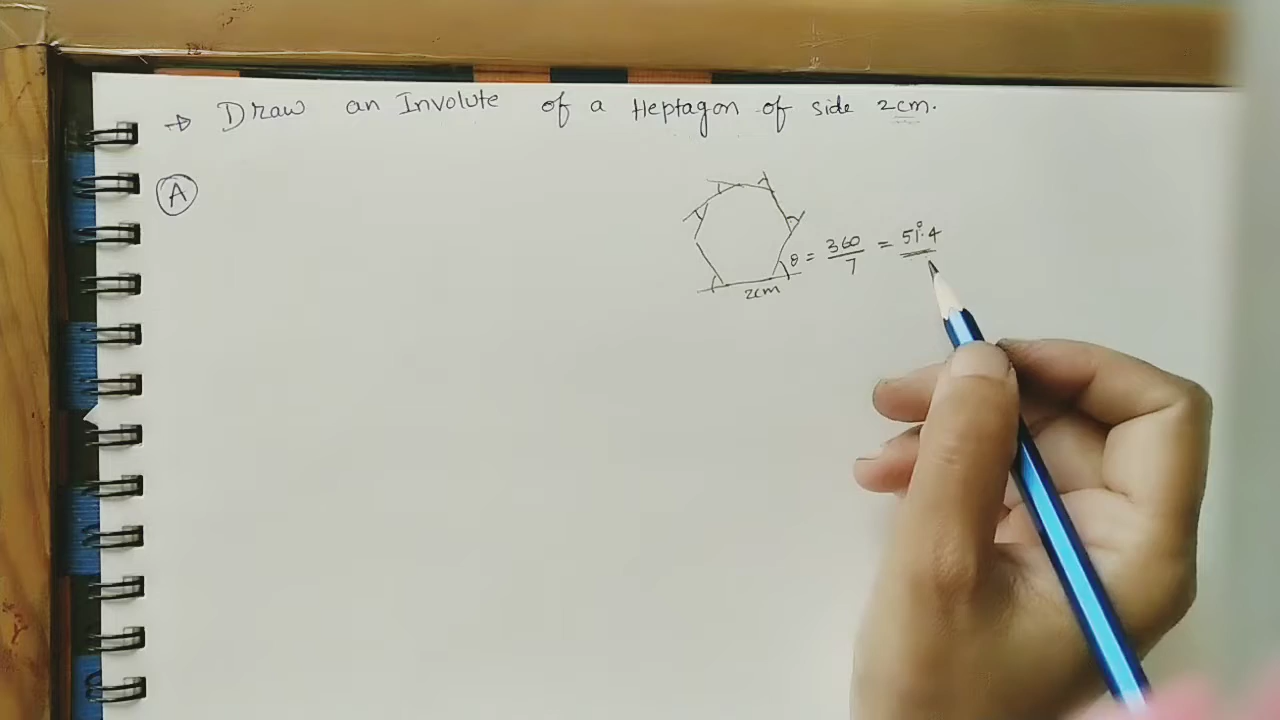 → Draw an Involute of a Heptagon of side 2cm.
A
θ = 360/7 = 51°.4
2cm